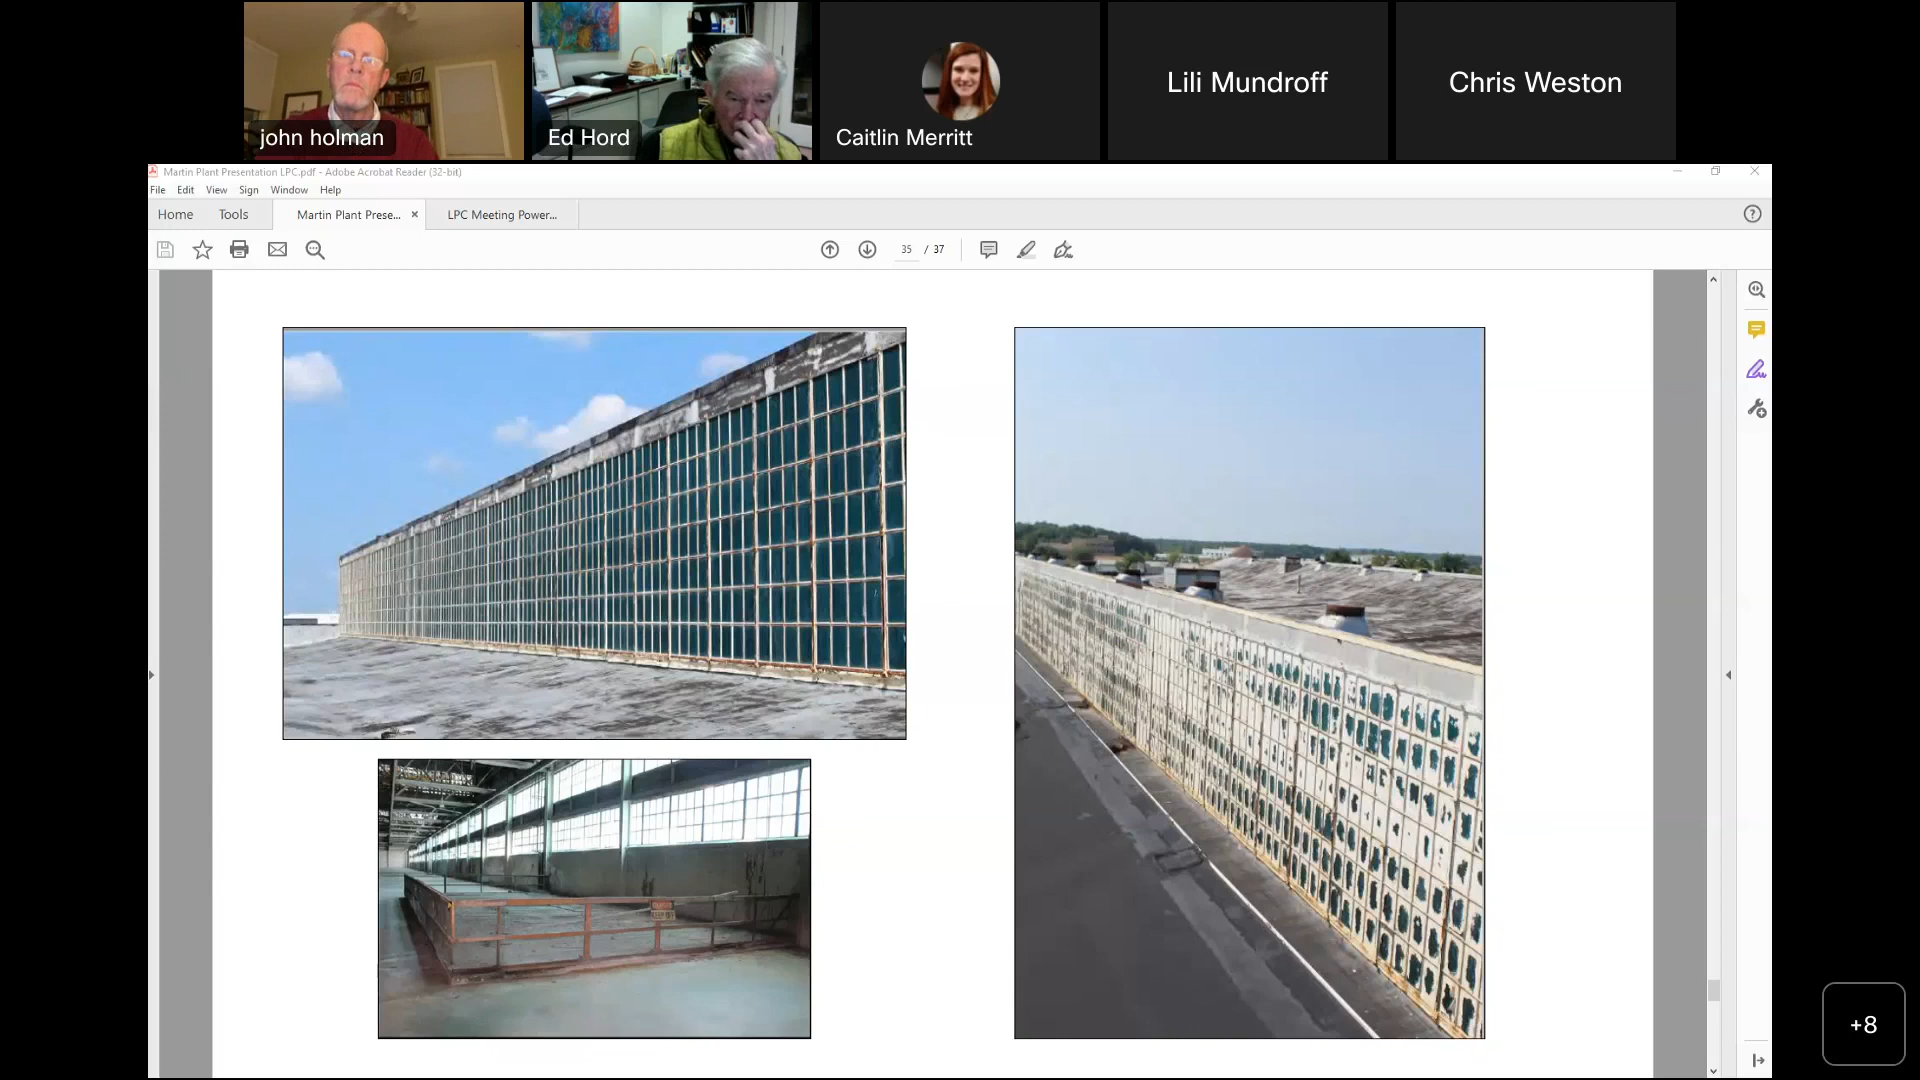 john holman
Ed Hord
Caitlin Merritt
Lili Mundroff
Chris Weston
Martin Plant Presentation LPC.pdf - Adobe Acrobat Reader (32-bit)
File Edit View Sign Window Help
Home Tools Martin Plant Prese... × LPC Meeting Power...
35 / 37
+8